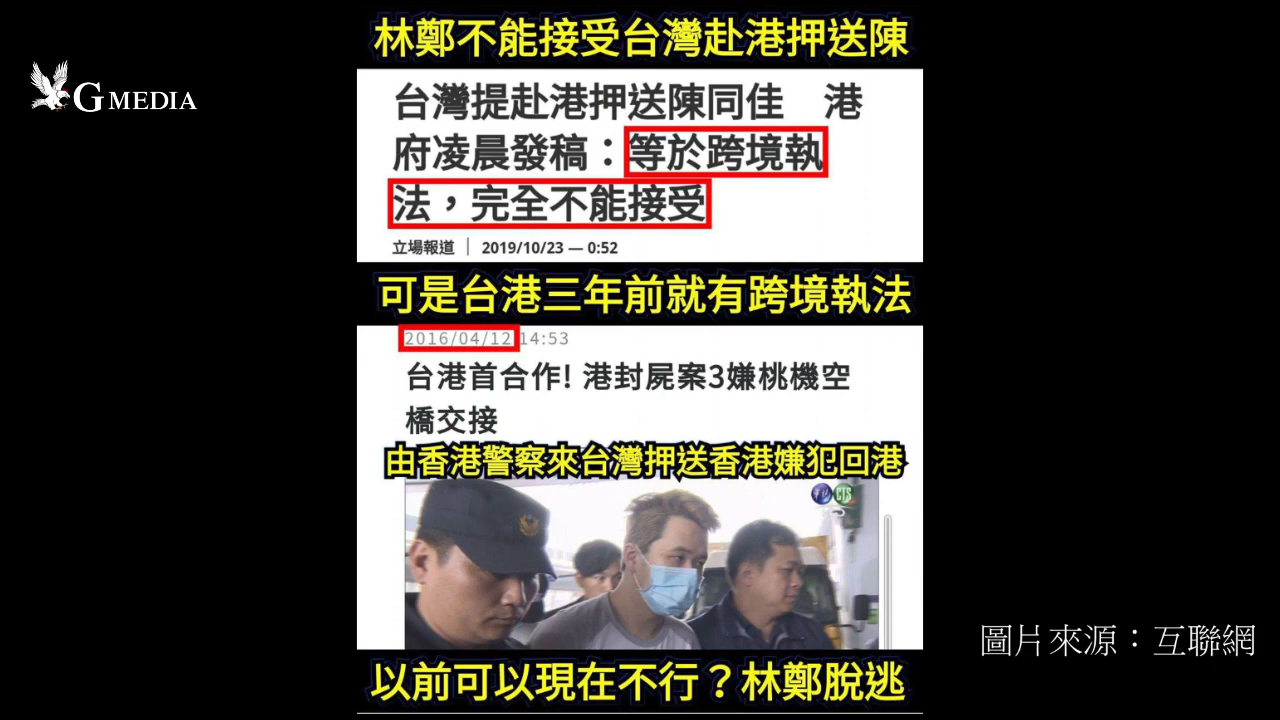 林鄭不能接受台灣赴港押送陳
G MEDIA
台灣提赴港押送陳同佳 港
府凌晨發稿：等於跨境執
法，完全不能接受
立場報道 | 2019/10/23 — 0:52
可是台港三年前就有跨境執法
2016/04/12 14:53
台港首合作! 港封屍案3嫌桃機空
橋交接
由香港警察來台灣押送香港嫌犯回港
華視 CTS
圖片來源：互聯網
以前可以現在不行？林鄭脫逃